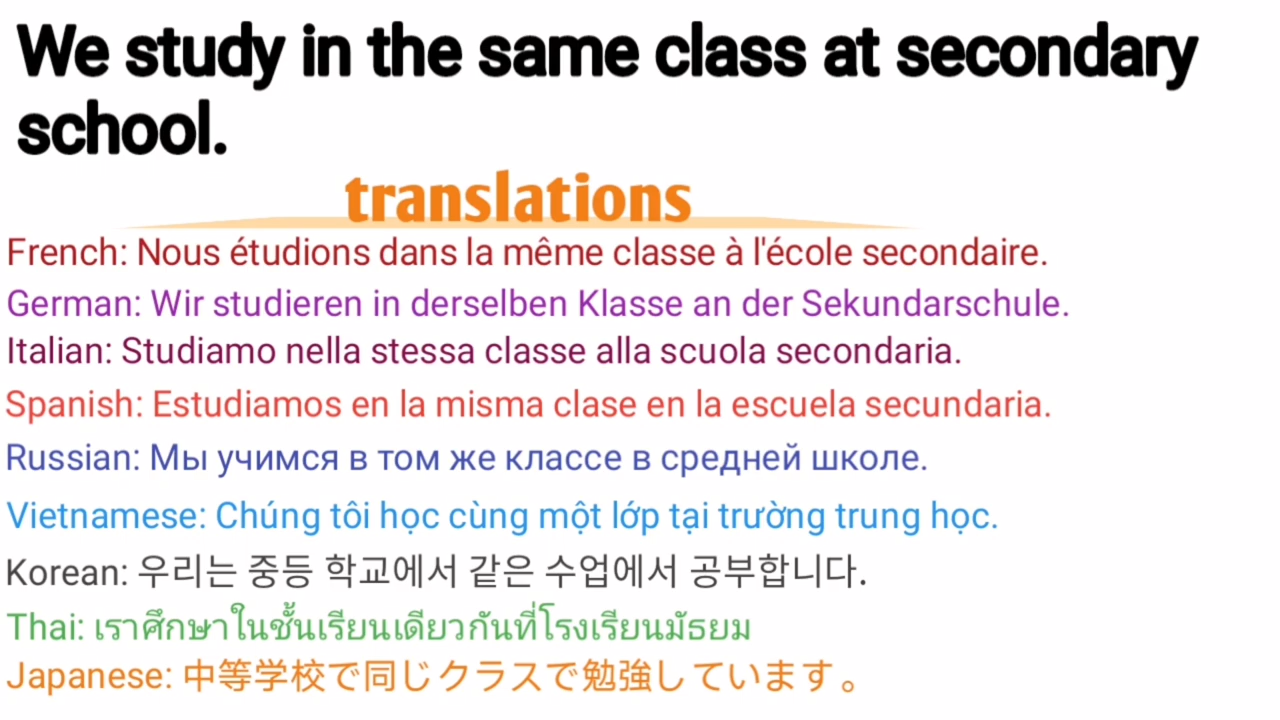 We study in the same class at secondary
school.
translations
French: Nous étudions dans la même classe à l'école secondaire.
German: Wir studieren in derselben Klasse an der Sekundarschule.
Italian: Studiamo nella stessa classe alla scuola secondaria.
Spanish: Estudiamos en la misma clase en la escuela secundaria.
Russian: Мы учимся в том же классе в средней школе.
Vietnamese: Chúng tôi học cùng một lớp tại trường trung học.
Korean: 우리는 중등 학교에서 같은 수업에서 공부합니다.
Thai: เราศึกษาในชั้นเรียนเดียวกันที่โรงเรียนมัธยม
Japanese: 中等学校で同じクラスで勉強しています。